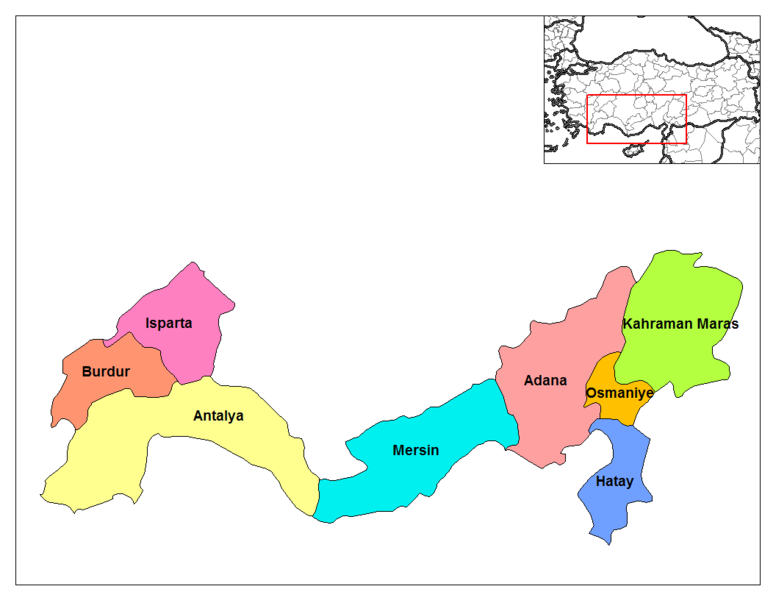 Isparta
Kahraman Maras
Burdur
Adana
Osmaniye
Antalya
Mersin
Hatay